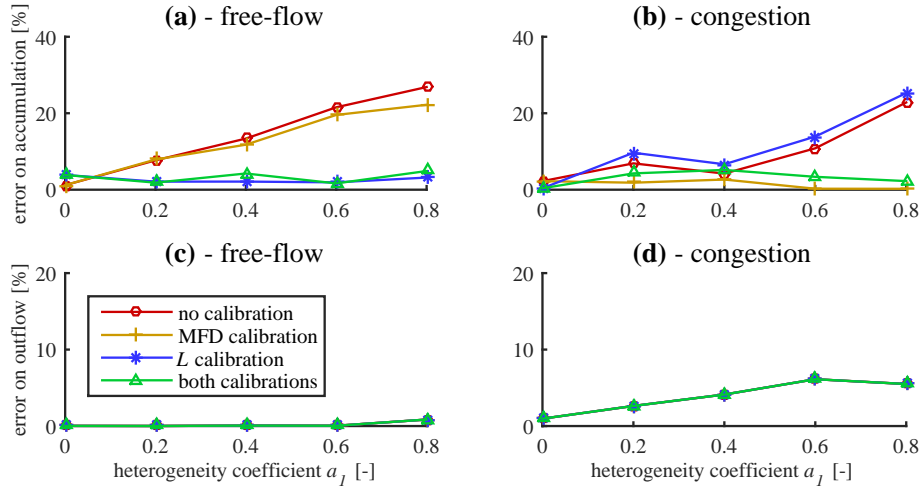 (a) - free-flow
(b) - congestion
error on accumulation [%]
40
20
0
0 0.2 0.4 0.6 0.8
40
20
0
0 0.2 0.4 0.6 0.8
(c) - free-flow
(d) - congestion
error on outflow [%]
20
10
0
no calibration
MFD calibration
L calibration
both calibrations
0 0.2 0.4 0.6 0.8
heterogeneity coefficient a₁ [-]
20
10
0
0 0.2 0.4 0.6 0.8
heterogeneity coefficient a₁ [-]